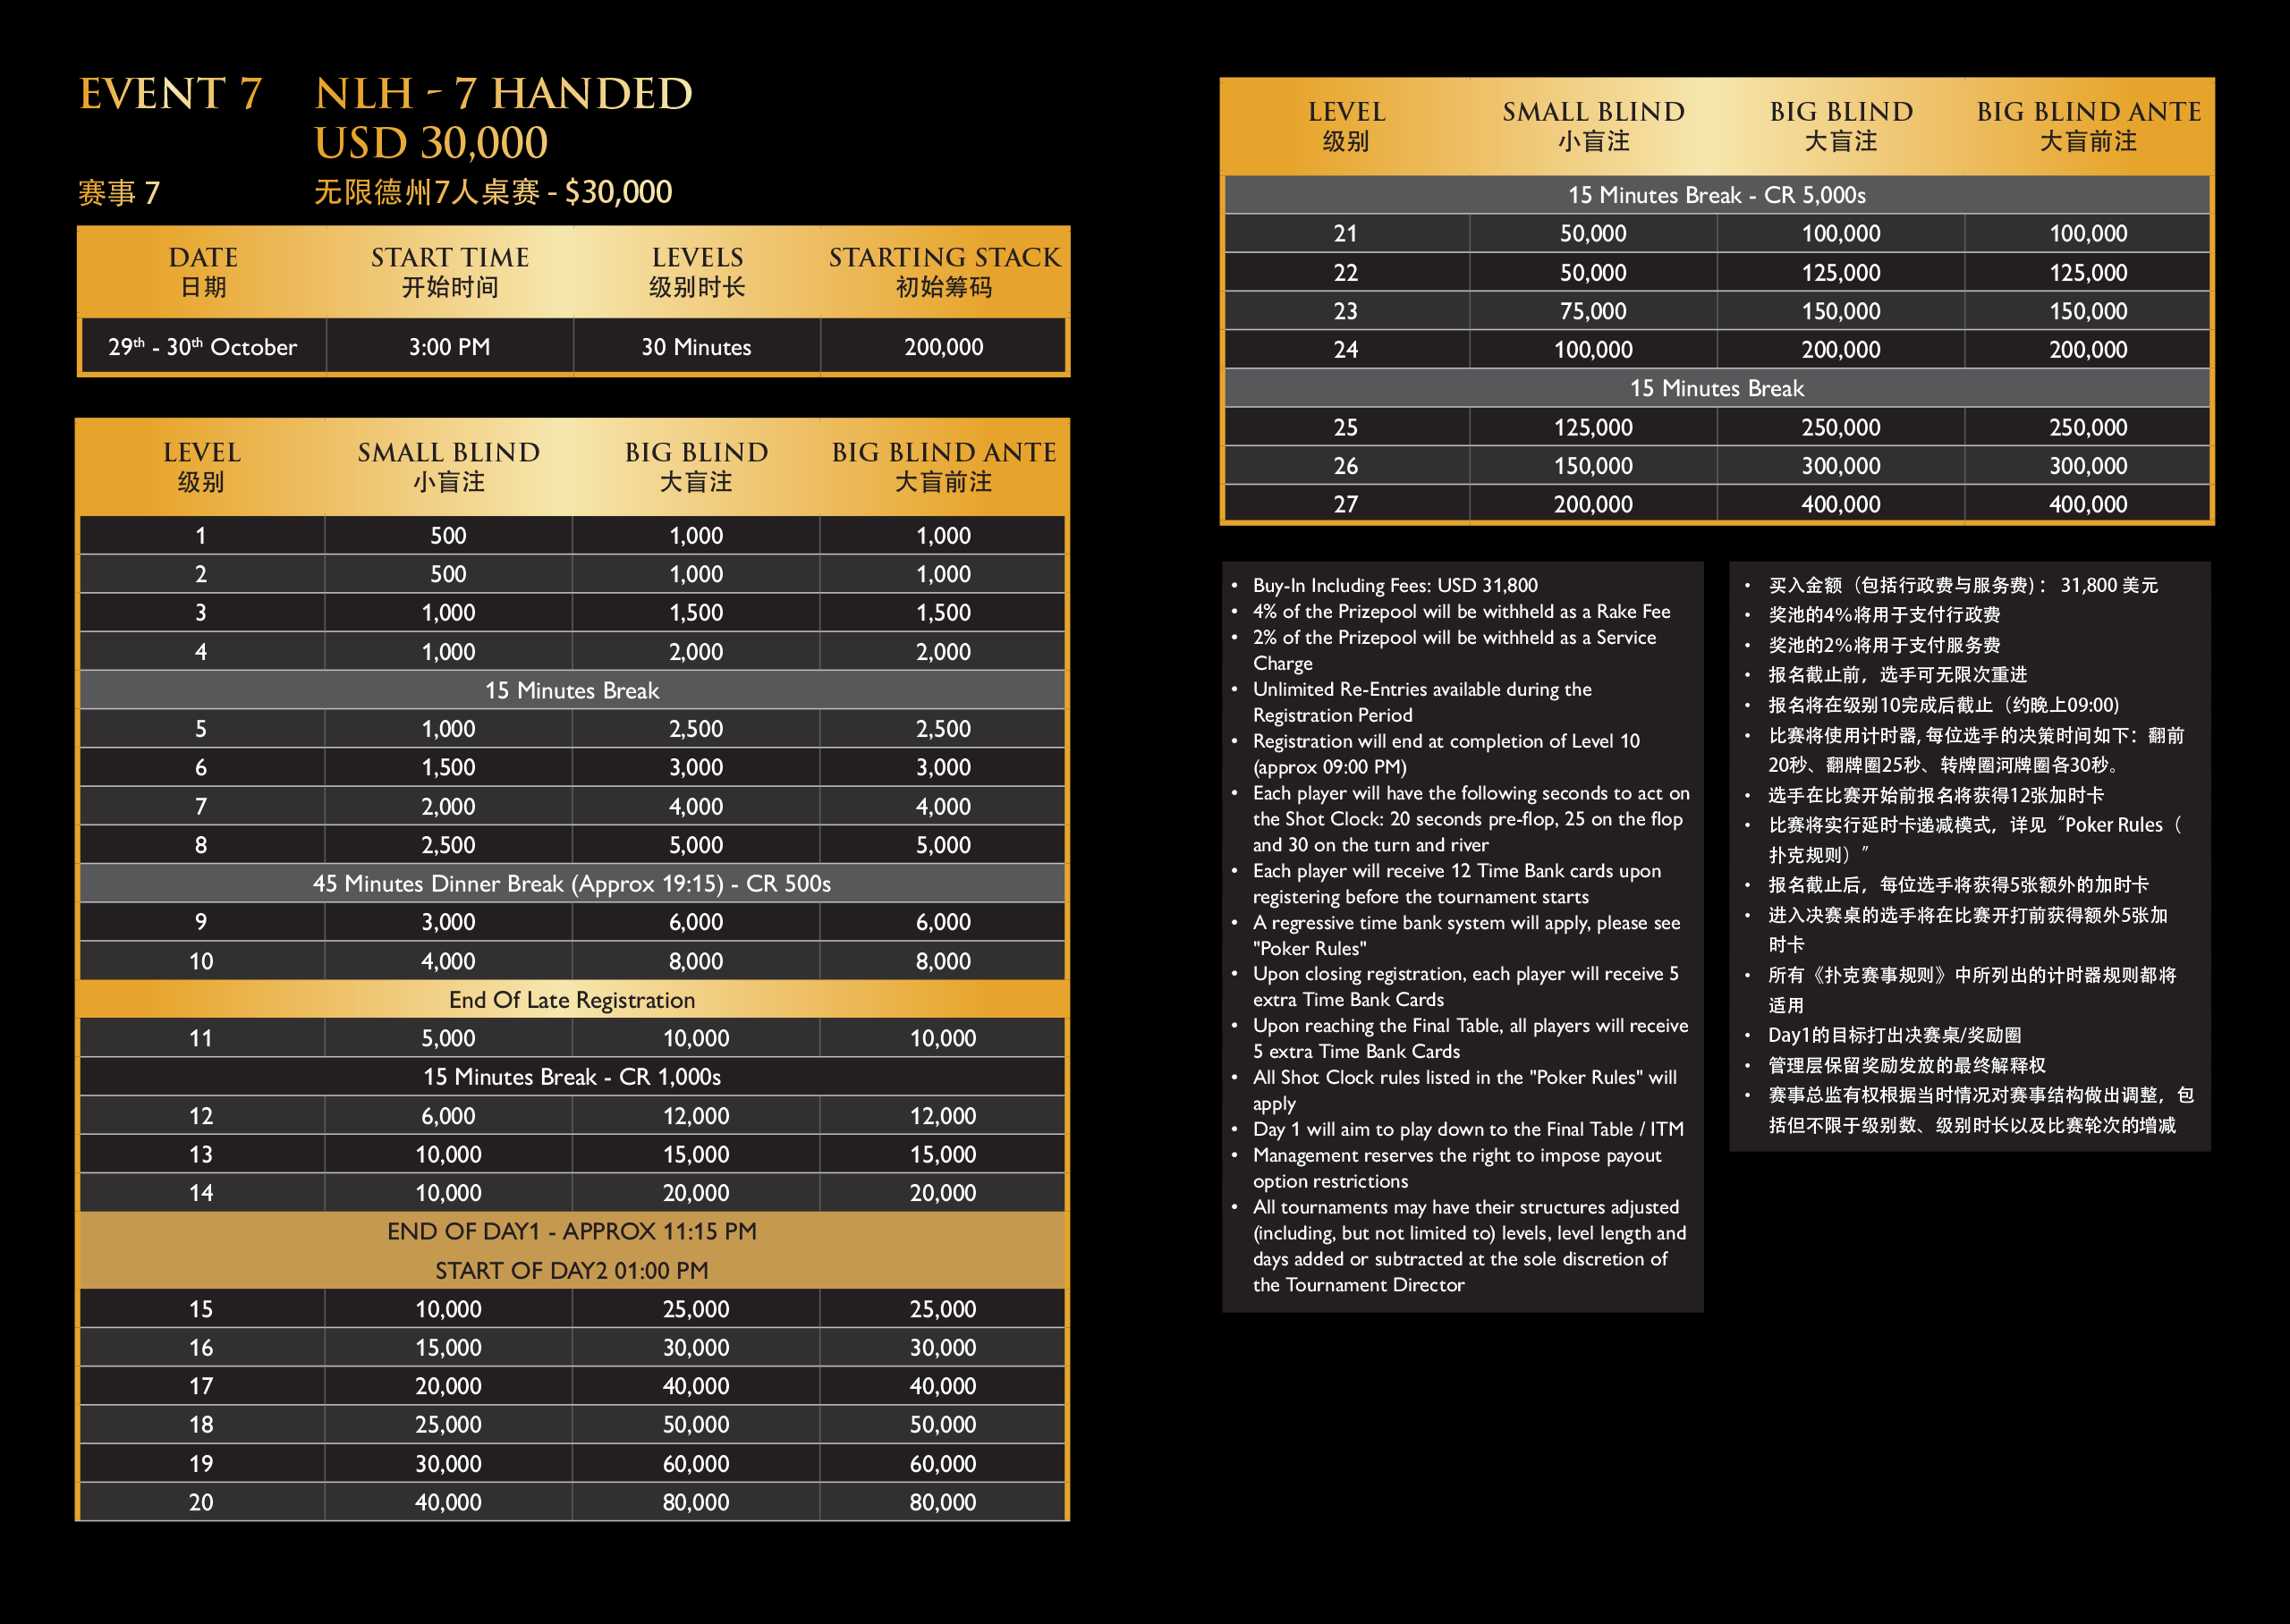 EVENT 7 NLH - 7 HANDED
USD 30,000
赛事 7 无限德州7人桌赛 - $30,000
DATE START TIME LEVELS STARTING STACK
日期 开始时间 级别时长 初始筹码
29th - 30th October 3:00 PM 30 Minutes 200,000
LEVEL SMALL BLIND BIG BLIND BIG BLIND ANTE
级别 小盲注 大盲注 大盲前注
1 500 1,000 1,000
2 500 1,000 1,000
3 1,000 1,500 1,500
4 1,000 2,000 2,000
15 Minutes Break
5 1,000 2,500 2,500
6 1,500 3,000 3,000
7 2,000 4,000 4,000
8 2,500 5,000 5,000
45 Minutes Dinner Break (Approx 19:15) - CR 500s
9 3,000 6,000 6,000
10 4,000 8,000 8,000
End Of Late Registration
11 5,000 10,000 10,000
15 Minutes Break - CR 1,000s
12 6,000 12,000 12,000
13 10,000 15,000 15,000
14 10,000 20,000 20,000
END OF DAY1 - APPROX 11:15 PM
START OF DAY2 01:00 PM
15 10,000 25,000 25,000
16 15,000 30,000 30,000
17 20,000 40,000 40,000
18 25,000 50,000 50,000
19 30,000 60,000 60,000
20 40,000 80,000 80,000
LEVEL SMALL BLIND BIG BLIND BIG BLIND ANTE
级别 小盲注 大盲注 大盲前注
15 Minutes Break - CR 5,000s
21 50,000 100,000 100,000
22 50,000 125,000 125,000
23 75,000 150,000 150,000
24 100,000 200,000 200,000
15 Minutes Break
25 125,000 250,000 250,000
26 150,000 300,000 300,000
27 200,000 400,000 400,000
• Buy-In Including Fees: USD 31,800
• 4% of the Prizepool will be withheld as a Rake Fee
• 2% of the Prizepool will be withheld as a Service
Charge
• Unlimited Re-Entries available during the
Registration Period
• Registration will end at completion of Level 10
(approx 09:00 PM)
• Each player will have the following seconds to act on
the Shot Clock: 20 seconds pre-flop, 25 on the flop
and 30 on the turn and river
• Each player will receive 12 Time Bank cards upon
registering before the tournament starts
• A regressive time bank system will apply, please see
"Poker Rules"
• Upon closing registration, each player will receive 5
extra Time Bank Cards
• Upon reaching the Final Table, all players will receive
5 extra Time Bank Cards
• All Shot Clock rules listed in the "Poker Rules" will
apply
• Day 1 will aim to play down to the Final Table / ITM
• Management reserves the right to impose payout
option restrictions
• All tournaments may have their structures adjusted
(including, but not limited to) levels, level length and
days added or subtracted at the sole discretion of
the Tournament Director
• 买入金额（包括行政费与服务费)： 31,800 美元
• 奖池的4%将用于支付行政费
• 奖池的2%将用于支付服务费
• 报名截止前，选手可无限次重进
• 报名将在级别10完成后截止（约晚上09:00)
• 比赛将使用计时器, 每位选手的决策时间如下：翻前
20秒、翻牌圈25秒、转牌圈河牌圈各30秒。
• 选手在比赛开始前报名将获得12张加时卡
• 比赛将实行延时卡递减模式，详见“Poker Rules（
扑克规则）”
• 报名截止后，每位选手将获得5张额外的加时卡
• 进入决赛桌的选手将在比赛开打前获得额外5张加
时卡
• 所有《扑克赛事规则》中所列出的计时器规则都将
适用
• Day1的目标打出决赛桌/奖励圈
• 管理层保留奖励发放的最终解释权
• 赛事总监有权根据当时情况对赛事结构做出调整，包
括但不限于级别数、级别时长以及比赛轮次的增减